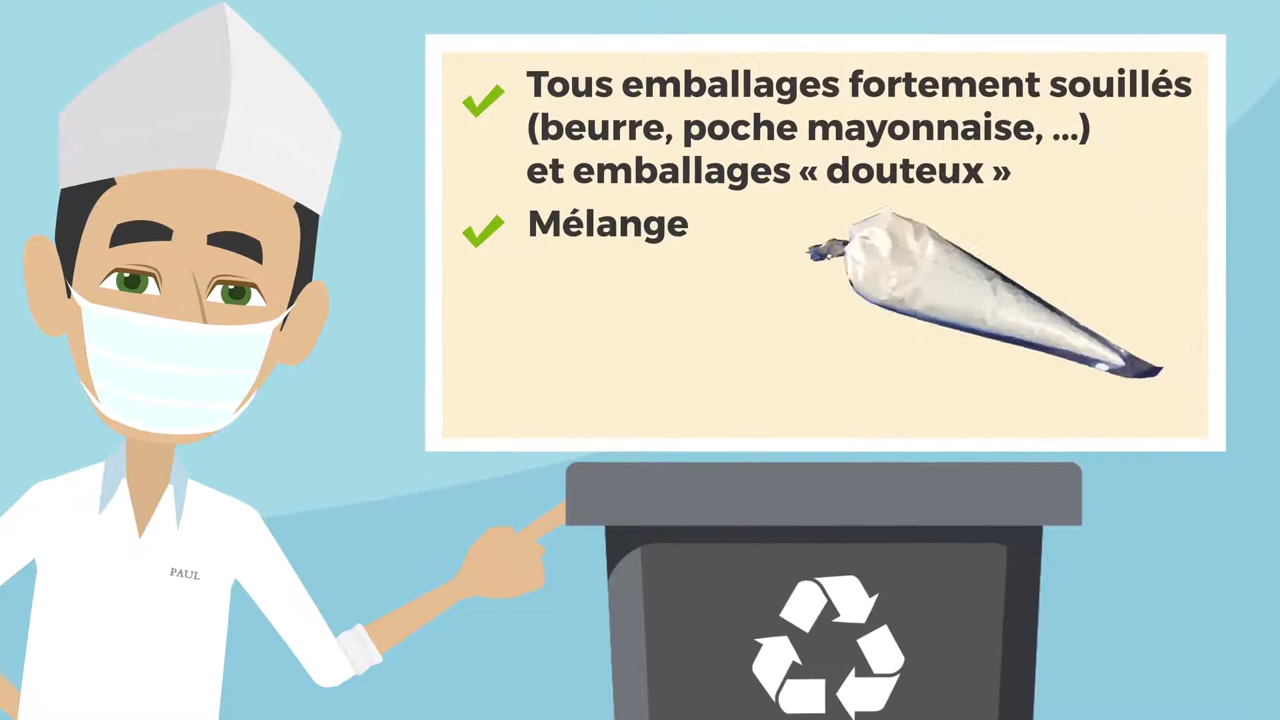 Tous emballages fortement souillés
(beurre, poche mayonnaise, ...)
et emballages « douteux »
Mélange
PAUL